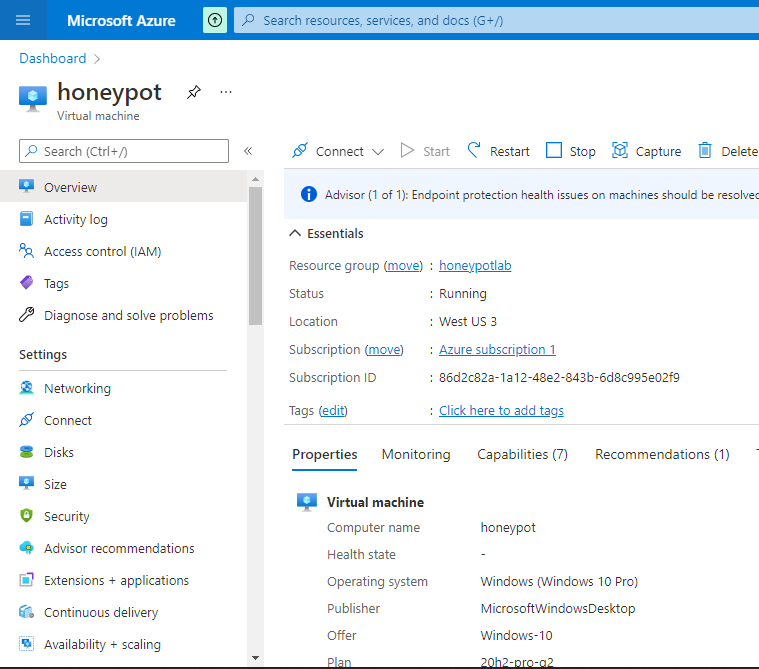 Microsoft Azure
Search resources, services, and docs (G+/)
Dashboard
honeypot
...
Virtual machine
Search (Ctrl+/)
«
Connect Start Restart Stop Capture Delete
Overview
Activity log
Access control (IAM)
Tags
Diagnose and solve problems
Settings
Networking
Connect
Disks
Size
Security
Advisor recommendations
Extensions + applications
Continuous delivery
Availability + scaling
Advisor (1 of 1): Endpoint protection health issues on machines should be resolved
Essentials
Resource group (move) : honeypotlab
Status : Running
Location : West US 3
Subscription (move) : Azure subscription 1
Subscription ID : 86d2c82a-1a12-48e2-843b-6d8c995e02f9
Tags (edit) : Click here to add tags
Properties Monitoring Capabilities (7) Recommendations (1)
Virtual machine
Computer name honeypot
Health state -
Operating system Windows (Windows 10 Pro)
Publisher MicrosoftWindowsDesktop
Offer Windows-10
Plan 20h2-pro-g2